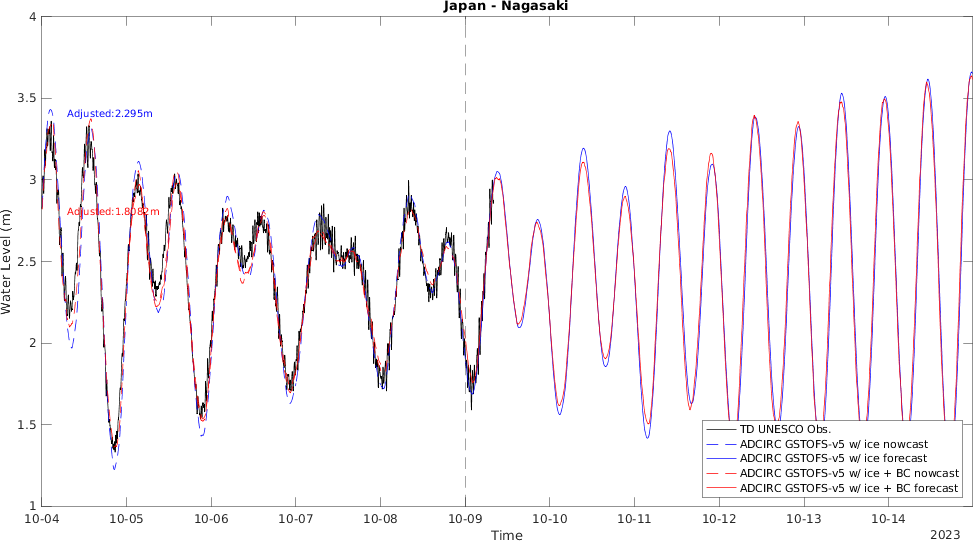 Japan - Nagasaki
4
3.5
3
2.5
2
1.5
1
Water Level (m)
Adjusted:2.295m
Adjusted:1.8082m
TD UNESCO Obs.
ADCIRC GSTOFS-v5 w/ ice nowcast
ADCIRC GSTOFS-v5 w/ ice forecast
ADCIRC GSTOFS-v5 w/ ice + BC nowcast
ADCIRC GSTOFS-v5 w/ ice + BC forecast
10-04 10-05 10-06 10-07 10-08 10-09 10-10 10-11 10-12 10-13 10-14
Time
2023